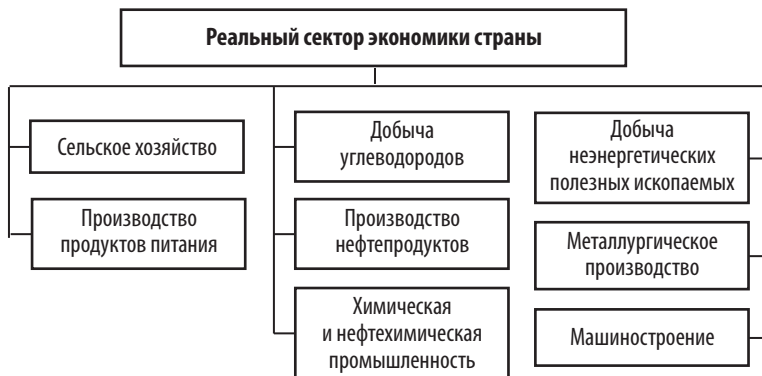 Реальный сектор экономики страны
Сельское хозяйство
Производство
продуктов питания
Добыча
углеводородов
Производство
нефтепродуктов
Химическая
и нефтехимическая
промышленность
Добыча
неэнергетических
полезных ископаемых
Металлургическое
производство
Машиностроение